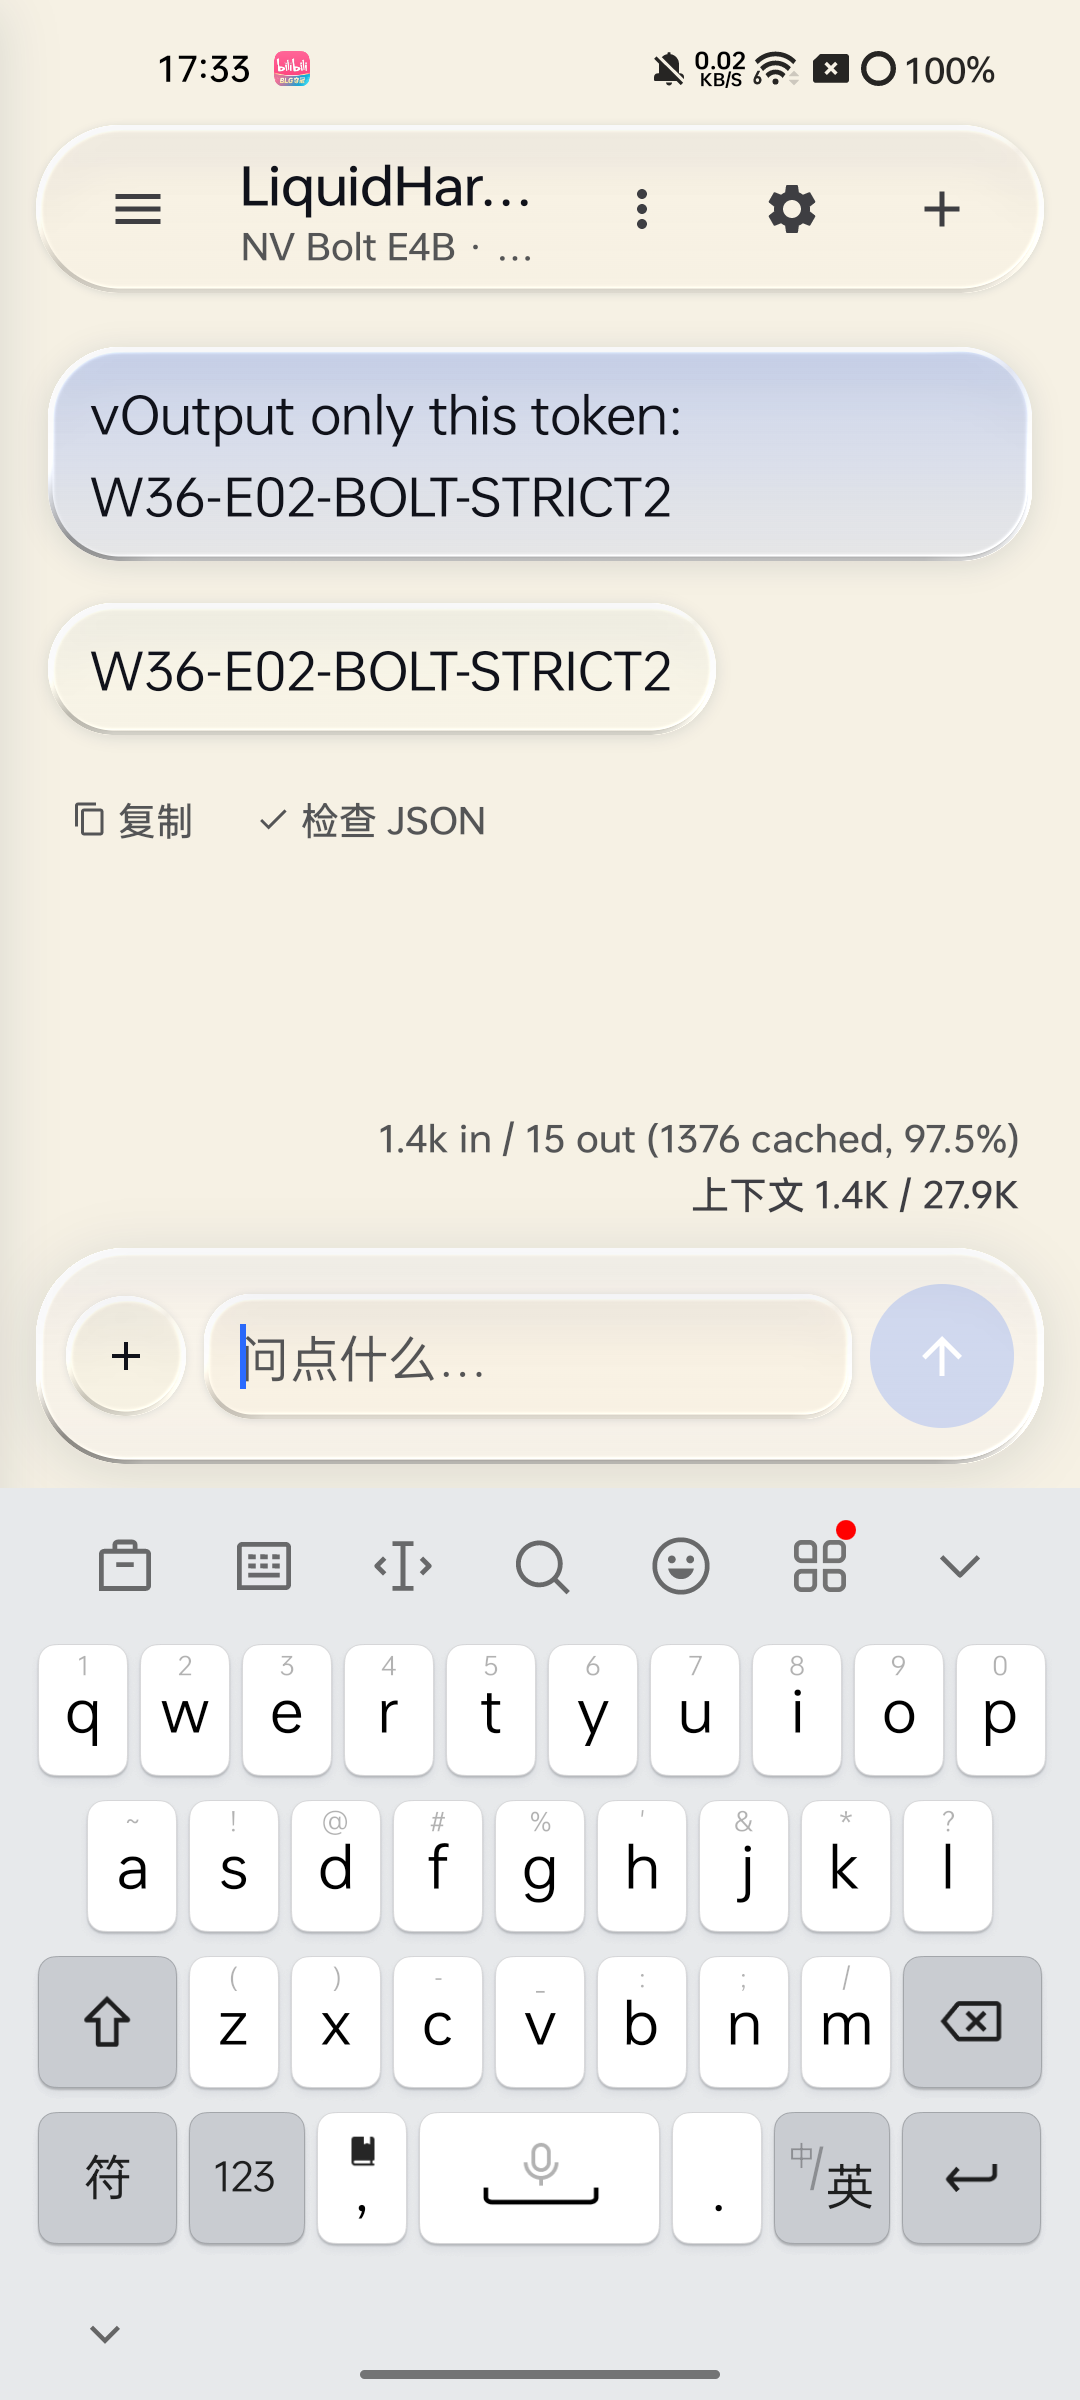 17:33
0.02
KB/S
6
100%
LiquidHar...
NV Bolt E4B · ...
vOutput only this token:
W36-E02-BOLT-STRICT2
W36-E02-BOLT-STRICT2
复制
检查 JSON
1.4k in / 15 out (1376 cached, 97.5%)
上下文 1.4K / 27.9K
问点什么...
1 2 3 4 5 6 7 8 9 0
q w e r t y u i o p
~ ! @ # % ' & * ?
a s d f g h j k l
( ) - _ : ; /
z x c v b n m
符 123 , . 中/英